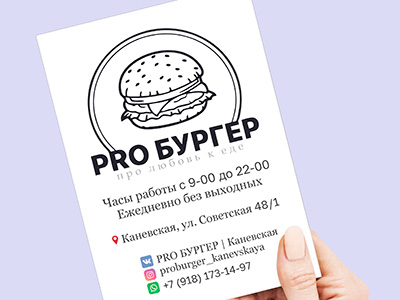 PRO БУРГЕР
про любовь к еде
Часы работы с 9-00 до 22-00
Ежедневно без выходных
Каневская, ул. Советская 48/1
PRO БУРГЕР | Каневская
proburger_kanevskaya
+7 (918) 173-14-97